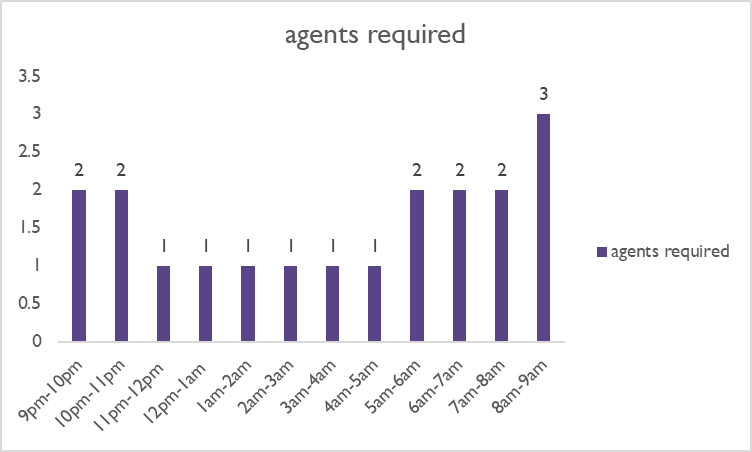 agents required
3.5
3
2.5
2
1.5
1
0.5
0
2
2
1
1
1
1
1
1
2
2
2
3
9pm-10pm
10pm-11pm
11pm-12pm
12pm-1am
1am-2am
2am-3am
3am-4am
4am-5am
5am-6am
6am-7am
7am-8am
8am-9am
agents required